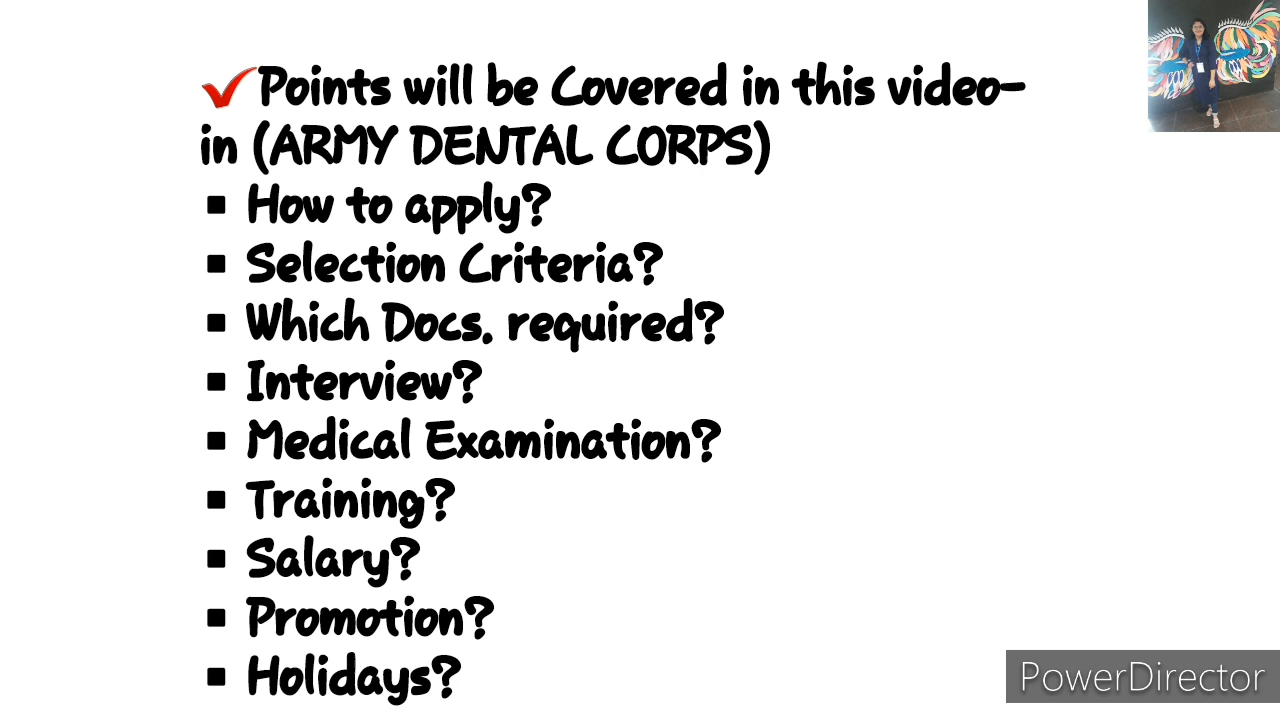 ✓Points will be Covered in this video-
in (ARMY DENTAL CORPS)
▪ How to apply?
▪ Selection Criteria?
▪ Which Docs. required?
▪ Interview?
▪ Medical Examination?
▪ Training?
▪ Salary?
▪ Promotion?
▪ Holidays?
PowerDirector